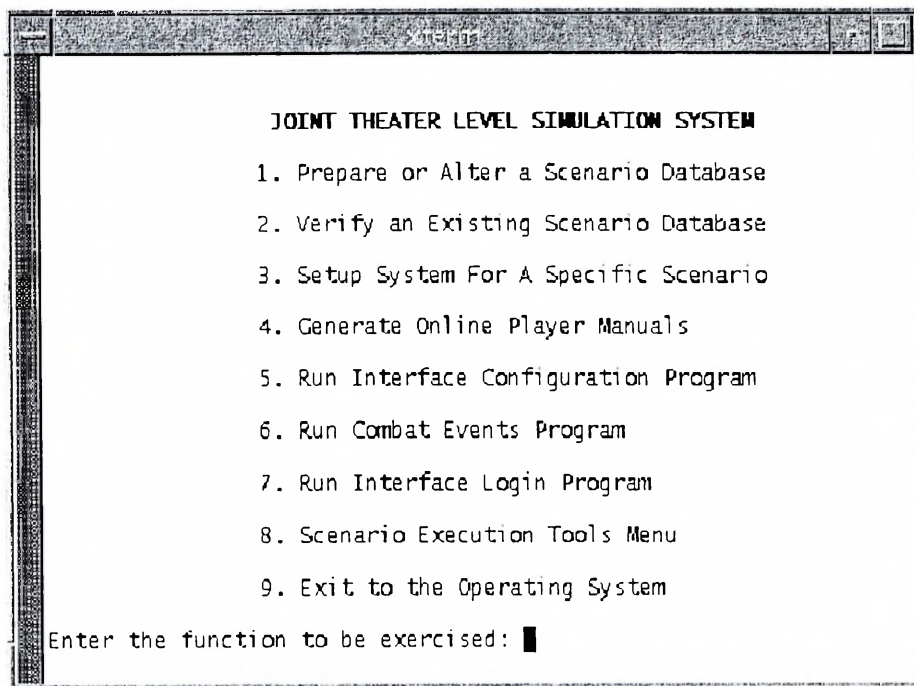 xterm
JOINT THEATER LEVEL SIMULATION SYSTEM
1. Prepare or Alter a Scenario Database
2. Verify an Existing Scenario Database
3. Setup System For A Specific Scenario
4. Generate Online Player Manuals
5. Run Interface Configuration Program
6. Run Combat Events Program
7. Run Interface Login Program
8. Scenario Execution Tools Menu
9. Exit to the Operating System
Enter the function to be exercised: